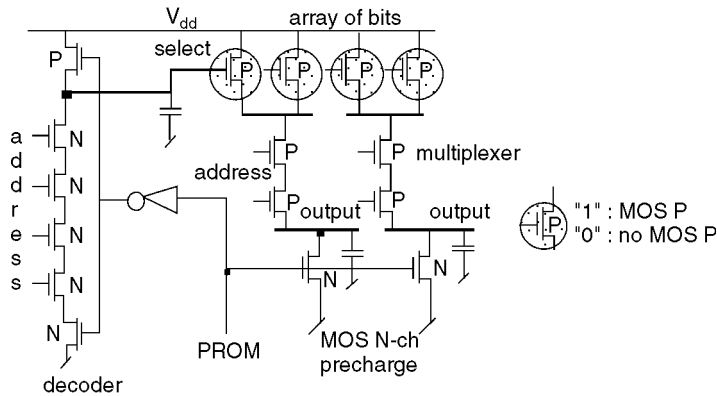 Vdd array of bits
select
P P P P P
a N
d N
d
r N
e
s N
s
N
address P P multiplexer
P P
output output
N N
"1" : MOS P
"0" : no MOS P
P
PROM
MOS N-ch
precharge
decoder